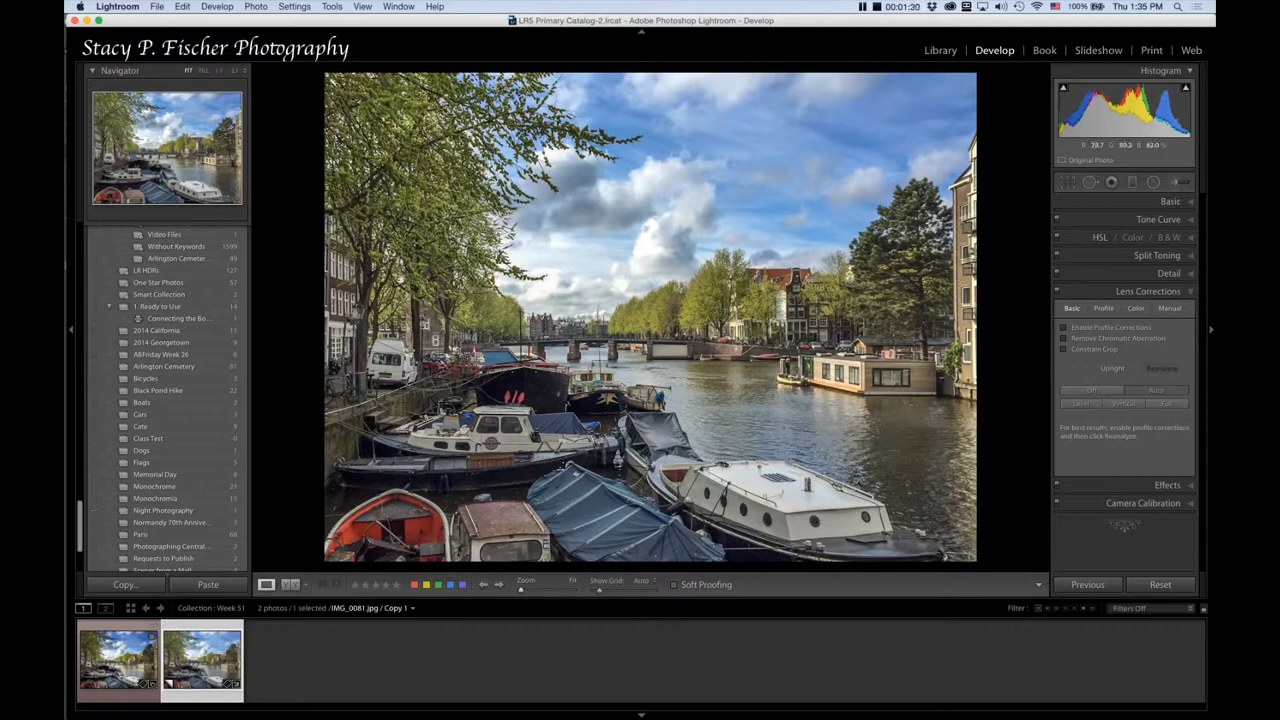 Lightroom File Edit Develop Photo Settings Tools View Window Help 00:01:30 100% Thu 1:35 PM
LR5 Primary Catalog-2.lrcat - Adobe Photoshop Lightroom - Develop
Stacy P. Fischer Photography
Library | Develop | Book | Slideshow | Print | Web
Navigator FIT FILL 1:1
Video Files 1
Without Keywords 1599
Arlington Cemeter... 49
LR HDRs 127
One Star Photos 57
Smart Collection 2
1. Ready to Use 14
Connecting the Bo... 1
2014 California 11
2014 Georgetown 9
ABFriday Week 26 6
Arlington Cemetery 81
Bicycles 1
Black Pond Hike 22
Boats 2
Cars 3
Cate 4
Class Test 0
Dogs 1
Flags 5
Memorial Day 8
Monochrome 23
Monochromia 15
Night Photography 1
Normandy 70th Annive... 3
Paris 68
Photographing Central... 2
Requests to Publish 2
Copy... Paste
Zoom Fit Show Grid: Auto Soft Proofing
Histogram
Original Photo
Basic
Tone Curve
HSL / Color / B & W
Split Toning
Detail
Lens Corrections
Basic Profile Color Manual
Enable Profile Corrections
Remove Chromatic Aberration
Constrain Crop
Upright Reanalyze
Off Auto
Level Vertical Full
For best results, enable profile corrections
and then click Reanalyze.
Effects
Camera Calibration
Previous Reset
1 2 Collection : Week 51 2 photos / 1 selected / IMG_0081.jpg / Copy 1 Filter : Filters Off